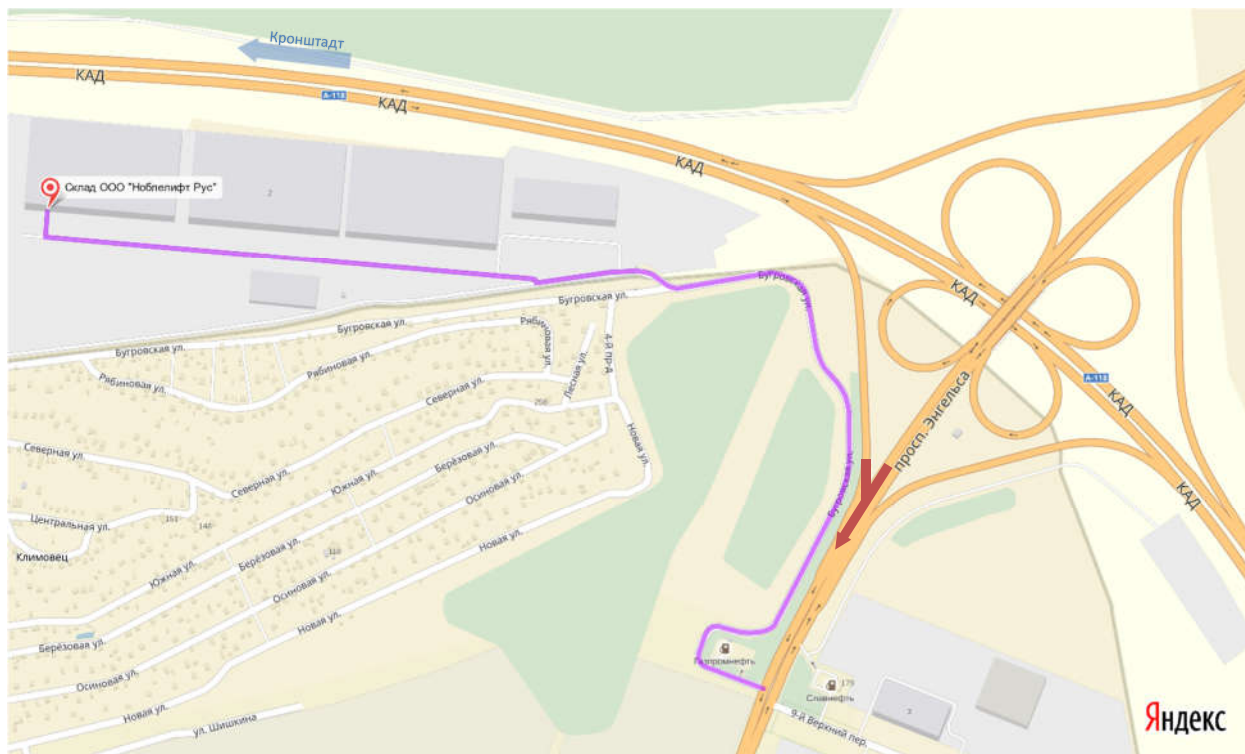 Кронштадт
КАД
КАД
А-118
КАД
КАД
Склад ООО "Ноблелифт Рус"
2
Бугровская ул.
Бугровская ул.
Бугровская ул.
Рябиновая ул.
4-й пр-д
КАД
А-118
Бугровская ул.
Рябиновая ул.
Рябиновая ул.
Лесная ул.
Северная ул.
просп. Энгельса
КАД
Северная ул.
Новая ул.
Берёзовая ул.
Южная ул.
Бугровская ул.
Северная ул.
Осиновая ул.
КАД
Центральная ул.
151
Новая ул.
Климовец
Берёзовая ул.
Южная ул.
Осиновая ул.
Новая ул.
Берёзовая ул.
Газпромнефть
Осиновая ул.
179
Славнефть
Новая ул.
ул. Шишкина
3
9-й Верхний пер.
Яндекс